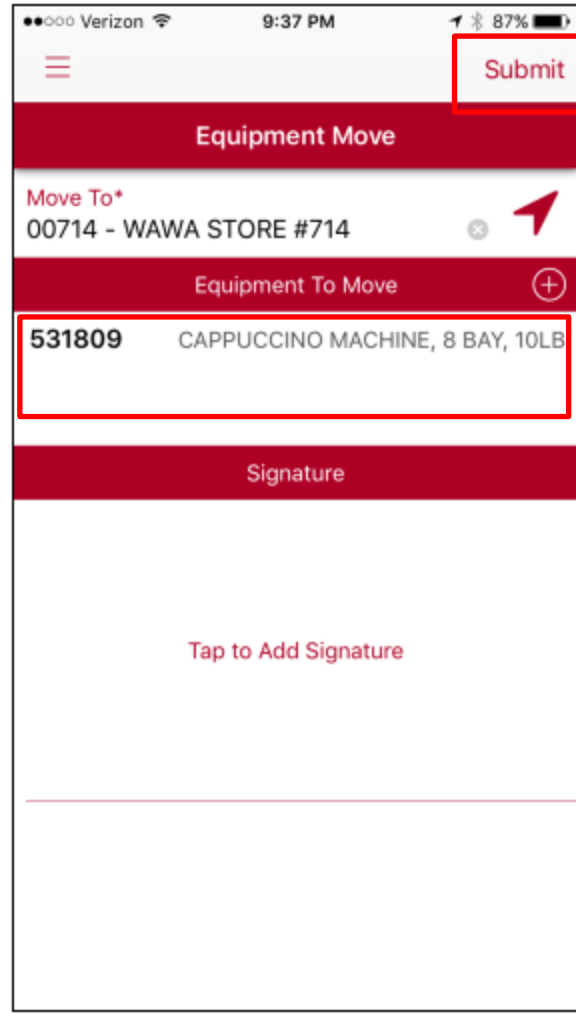 Verizon 9:37 PM 87%
Submit
Equipment Move
Move To*
00714 - WAWA STORE #714
Equipment To Move
531809 CAPPUCCINO MACHINE, 8 BAY, 10LB
Signature
Tap to Add Signature